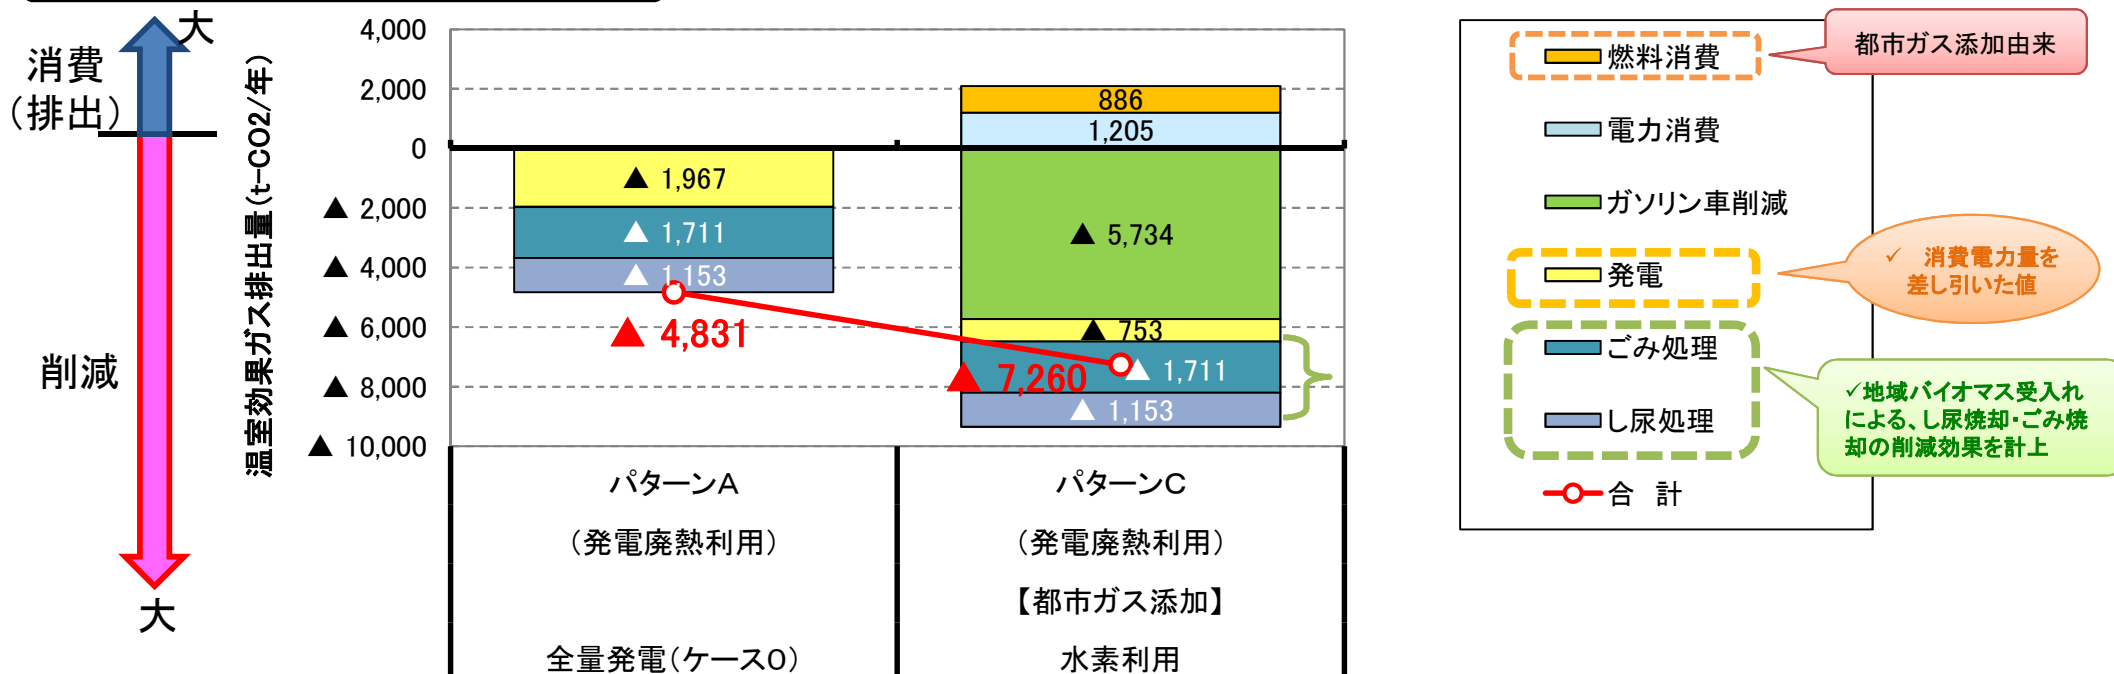 大
消費
（排出）
削減
大
温室効果ガス排出量(t-CO2/年)
4,000
2,000
0
▲ 2,000
▲ 4,000
▲ 6,000
▲ 8,000
▲ 10,000
▲ 1,967
▲ 1,711
▲ 1,153
▲ 4,831
886
1,205
▲ 5,734
▲ 753
▲ 1,711
▲ 7,260
▲ 1,153
パターンA
（発電廃熱利用）
全量発電(ケース0)
パターンC
（発電廃熱利用）
【都市ガス添加】
水素利用
燃料消費
電力消費
ガソリン車削減
発電
ごみ処理
し尿処理
合 計
都市ガス添加由来
✓ 消費電力量を
差し引いた値
✓地域バイオマス受入れ
による、し尿焼却・ごみ焼
却の削減効果を計上